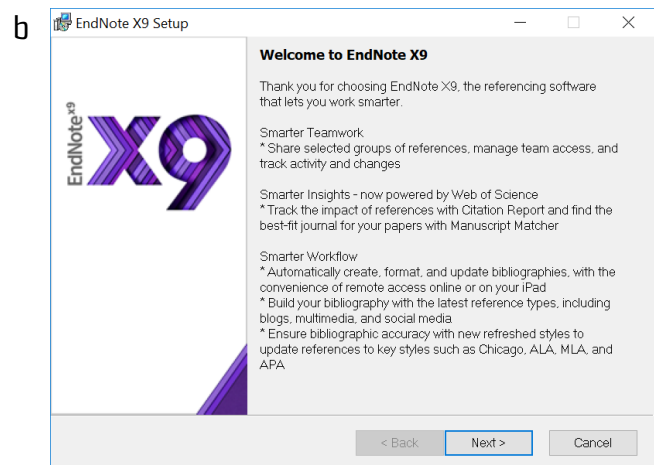 b
EndNote X9 Setup
Welcome to EndNote X9
Thank you for choosing EndNote X9, the referencing software
that lets you work smarter.
Smarter Teamwork
* Share selected groups of references, manage team access, and
track activity and changes
Smarter Insights - now powered by Web of Science
* Track the impact of references with Citation Report and find the
best-fit journal for your papers with Manuscript Matcher
Smarter Workflow
* Automatically create, format, and update bibliographies, with the
convenience of remote access online or on your iPad
* Build your bibliography with the latest reference types, including
blogs, multimedia, and social media
* Ensure bibliographic accuracy with new refreshed styles to
update references to key styles such as Chicago, ALA, MLA, and
APA
EndNote X9
X9
< Back
Next >
Cancel